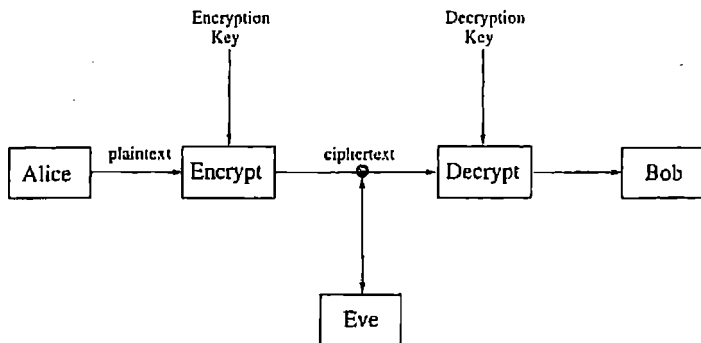 Encryption
Key
Decryption
Key
Alice
plaintext
Encrypt
ciphertext
Decrypt
Bob
Eve